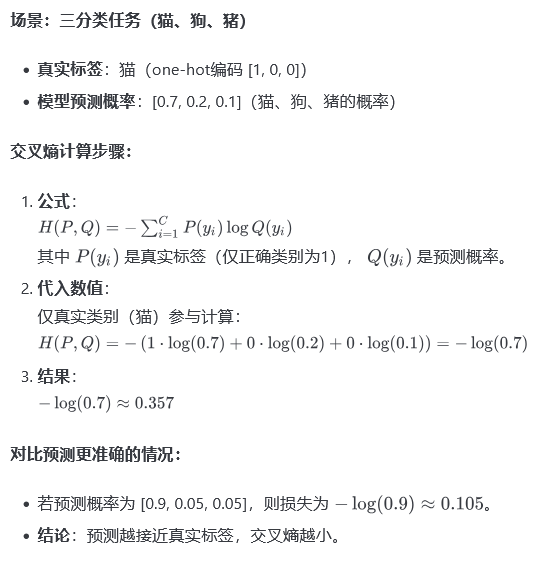 场景：三分类任务（猫、狗、猪）
• 真实标签：猫（one-hot编码 [1, 0, 0]）
• 模型预测概率：[0.7, 0.2, 0.1]（猫、狗、猪的概率）
交叉熵计算步骤：
1. 公式：
H(P, Q) = −∑_{i=1}^{C} P(y_i) log Q(y_i)
其中 P(y_i) 是真实标签（仅正确类别为1）， Q(y_i) 是预测概率。
2. 代入数值：
仅真实类别（猫）参与计算：
H(P, Q) = −(1 · log(0.7) + 0 · log(0.2) + 0 · log(0.1)) = − log(0.7)
3. 结果：
− log(0.7) ≈ 0.357
对比预测更准确的情况：
• 若预测概率为 [0.9, 0.05, 0.05]，则损失为 − log(0.9) ≈ 0.105。
• 结论：预测越接近真实标签，交叉熵越小。